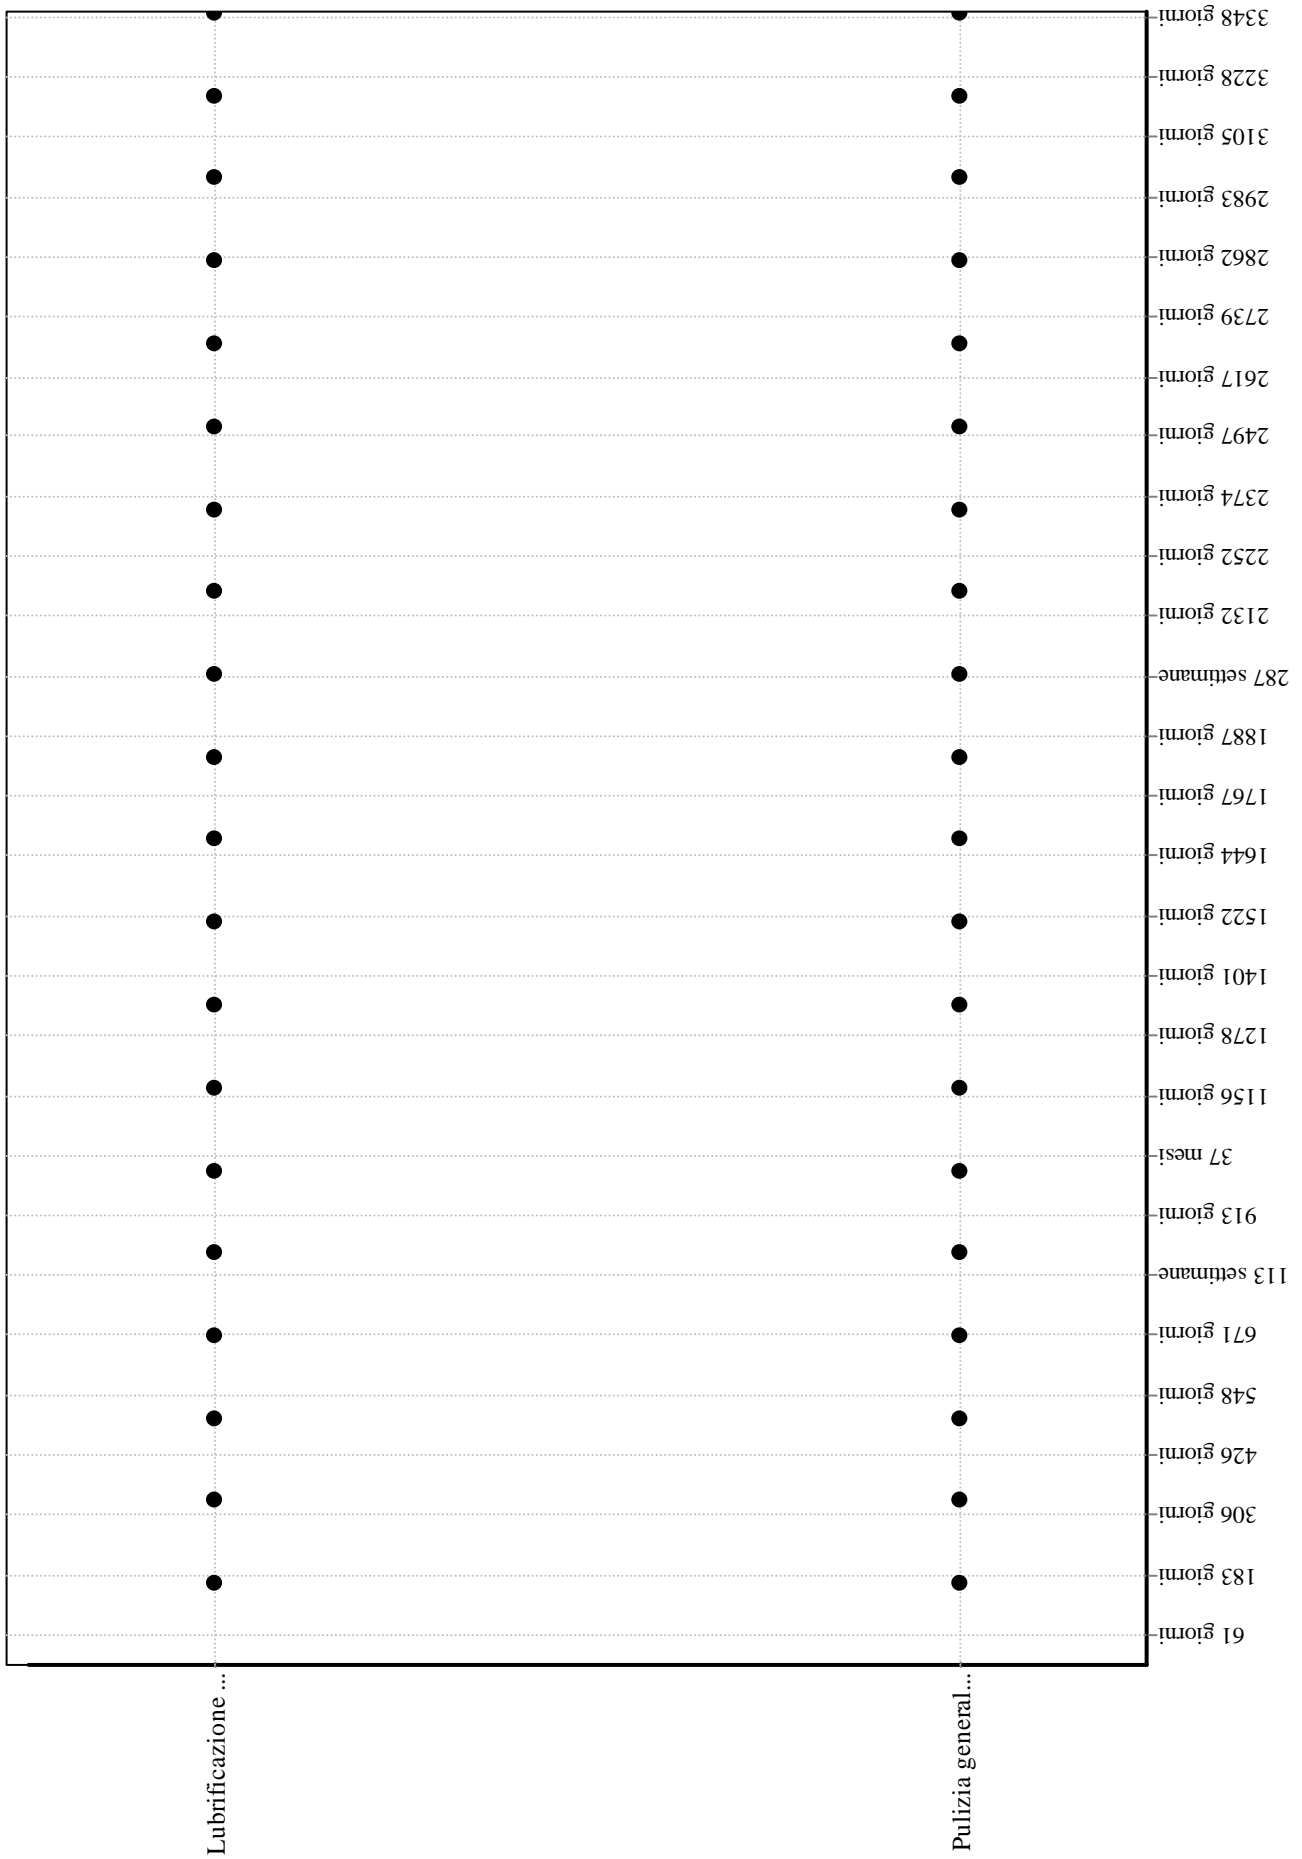 3348 giorni
3228 giorni
3105 giorni
2983 giorni
2862 giorni
2739 giorni
2617 giorni
2497 giorni
2374 giorni
2252 giorni
2132 giorni
287 settimane
1887 giorni
1767 giorni
1644 giorni
1522 giorni
1401 giorni
1278 giorni
1156 giorni
37 mesi
913 giorni
113 settimane
671 giorni
548 giorni
426 giorni
306 giorni
183 giorni
61 giorni
Lubrificazione ...
Pulizia general...